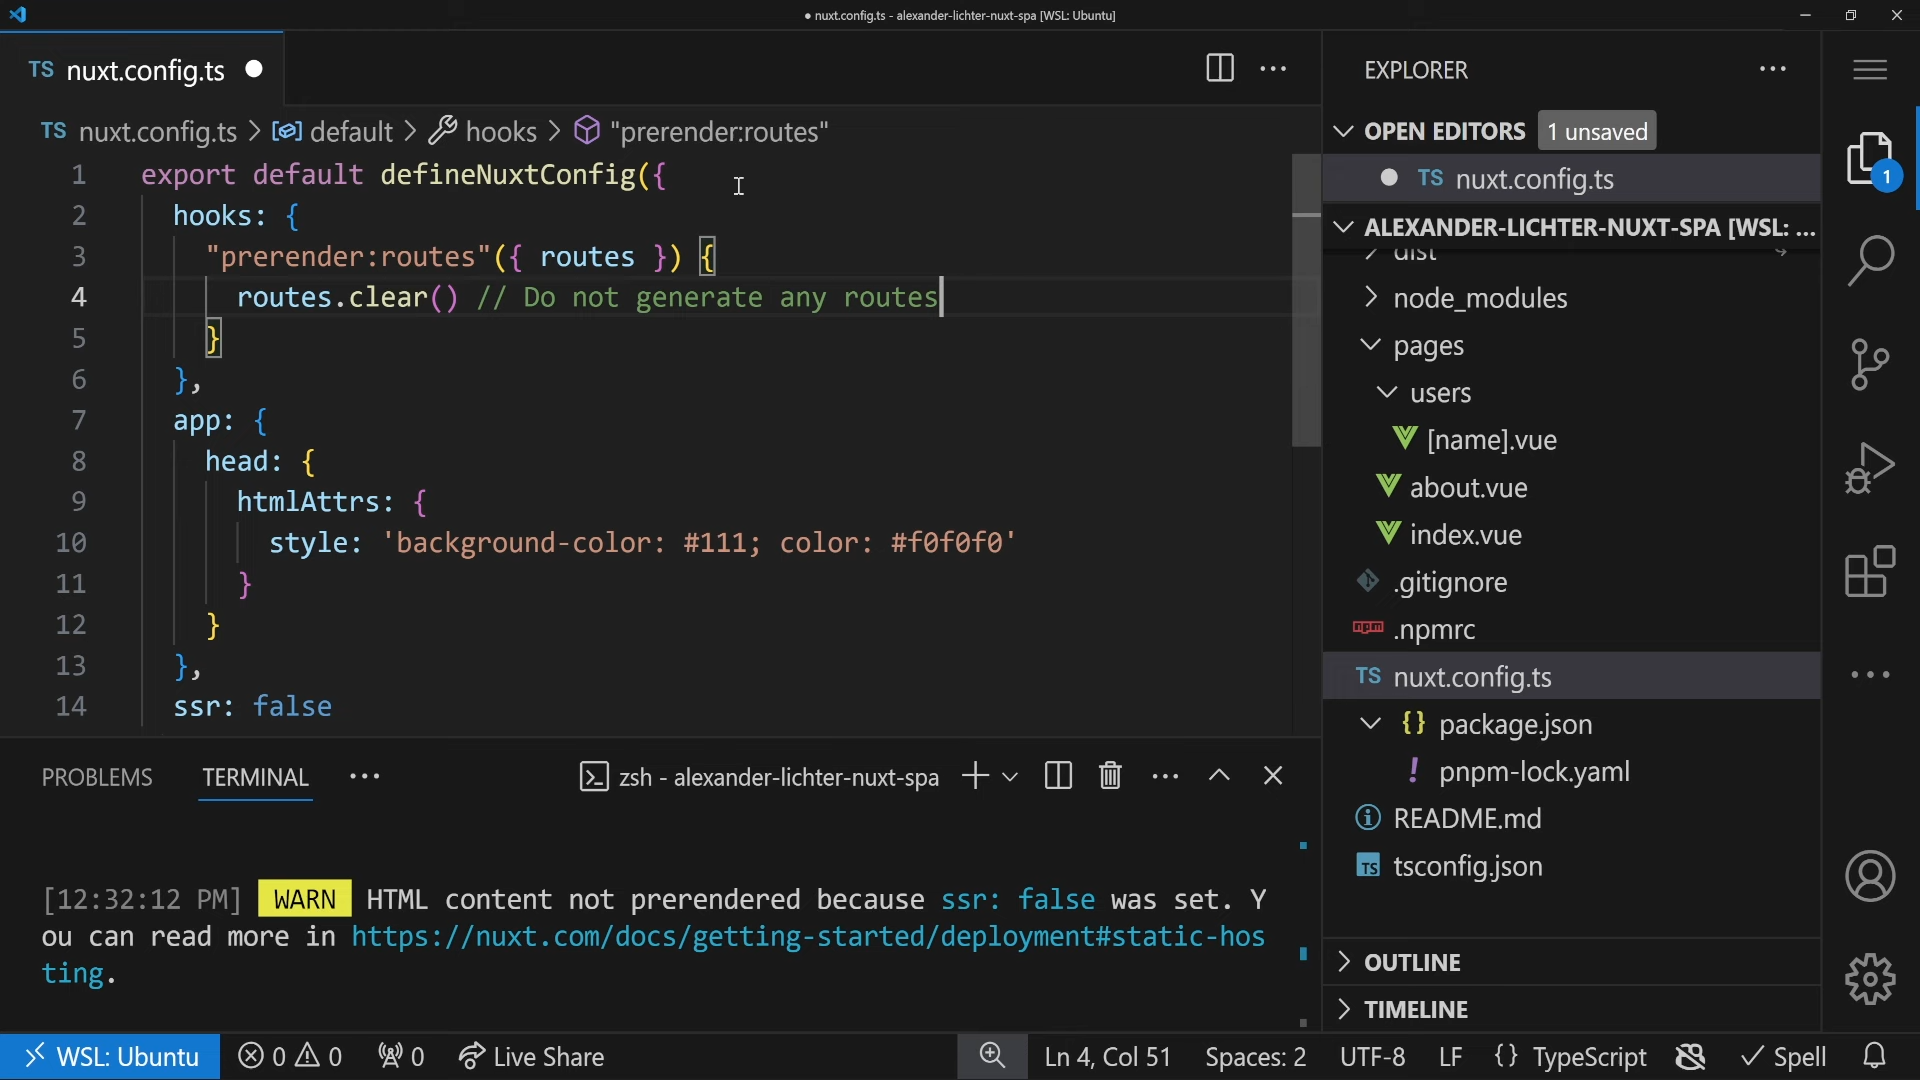 ● nuxt.config.ts - alexander-lichter-nuxt-spa [WSL: Ubuntu]
TS nuxt.config.ts
TS nuxt.config.ts > default > hooks > "prerender:routes"
1 export default defineNuxtConfig({
2 hooks: {
3 "prerender:routes"({ routes }) {
4 routes.clear() // Do not generate any routes
5 }
6 },
7 app: {
8 head: {
9 htmlAttrs: {
10 style: 'background-color: #111; color: #f0f0f0'
11 }
12 }
13 },
14 ssr: false
PROBLEMS TERMINAL
zsh - alexander-lichter-nuxt-spa
[12:32:12 PM] WARN HTML content not prerendered because ssr: false was set. Y
ou can read more in https://nuxt.com/docs/getting-started/deployment#static-hos
ting.
EXPLORER
OPEN EDITORS 1 unsaved
TS nuxt.config.ts
ALEXANDER-LICHTER-NUXT-SPA [WSL: ...
dist
node_modules
pages
users
[name].vue
about.vue
index.vue
.gitignore
.npmrc
TS nuxt.config.ts
{} package.json
! pnpm-lock.yaml
README.md
TS tsconfig.json
OUTLINE
TIMELINE
1
WSL: Ubuntu 0 0 0 Live Share Ln 4, Col 51 Spaces: 2 UTF-8 LF {} TypeScript Spell